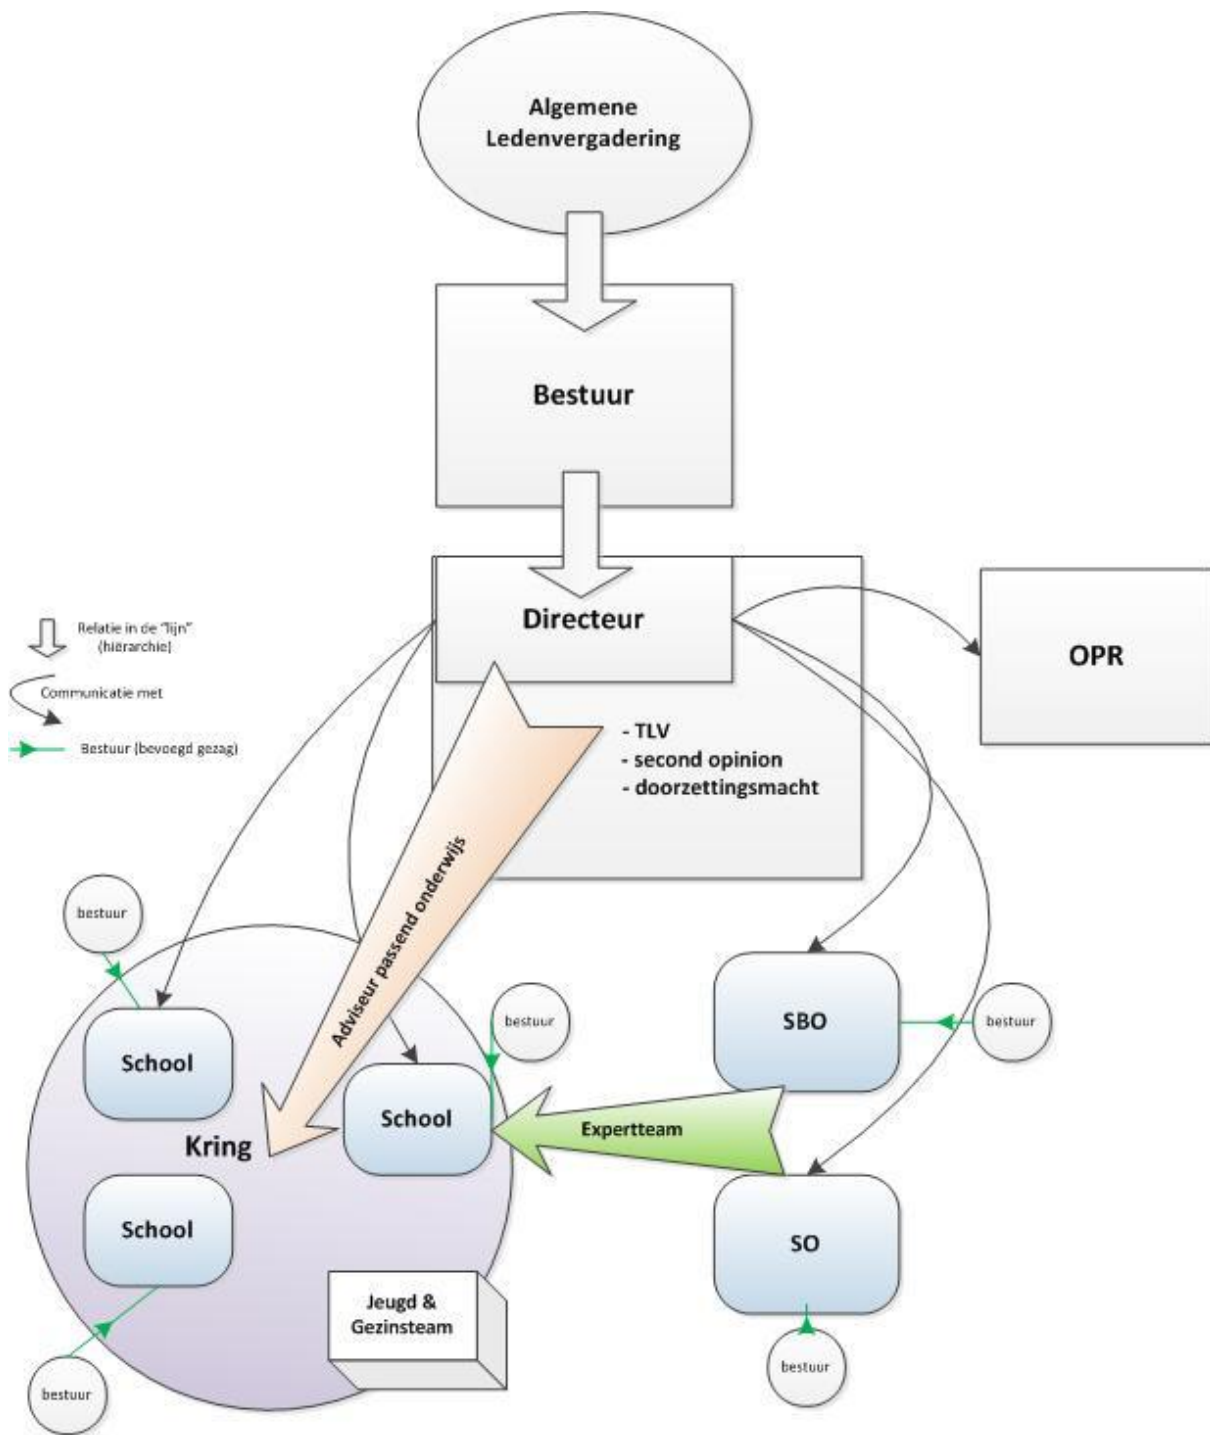 Algemene
Ledenvergadering
Bestuur
Directeur
OPR
Relatie in de "lijn"
(hiërarchie)
Communicatie met
Bestuur (bevoegd gezag)
- TLV
- second opinion
- doorzettingsmacht
Adviseur passend onderwijs
bestuur
School
bestuur
School
Kring
School
bestuur
Jeugd &
Gezinsteam
Expertteam
SBO
bestuur
SO
bestuur